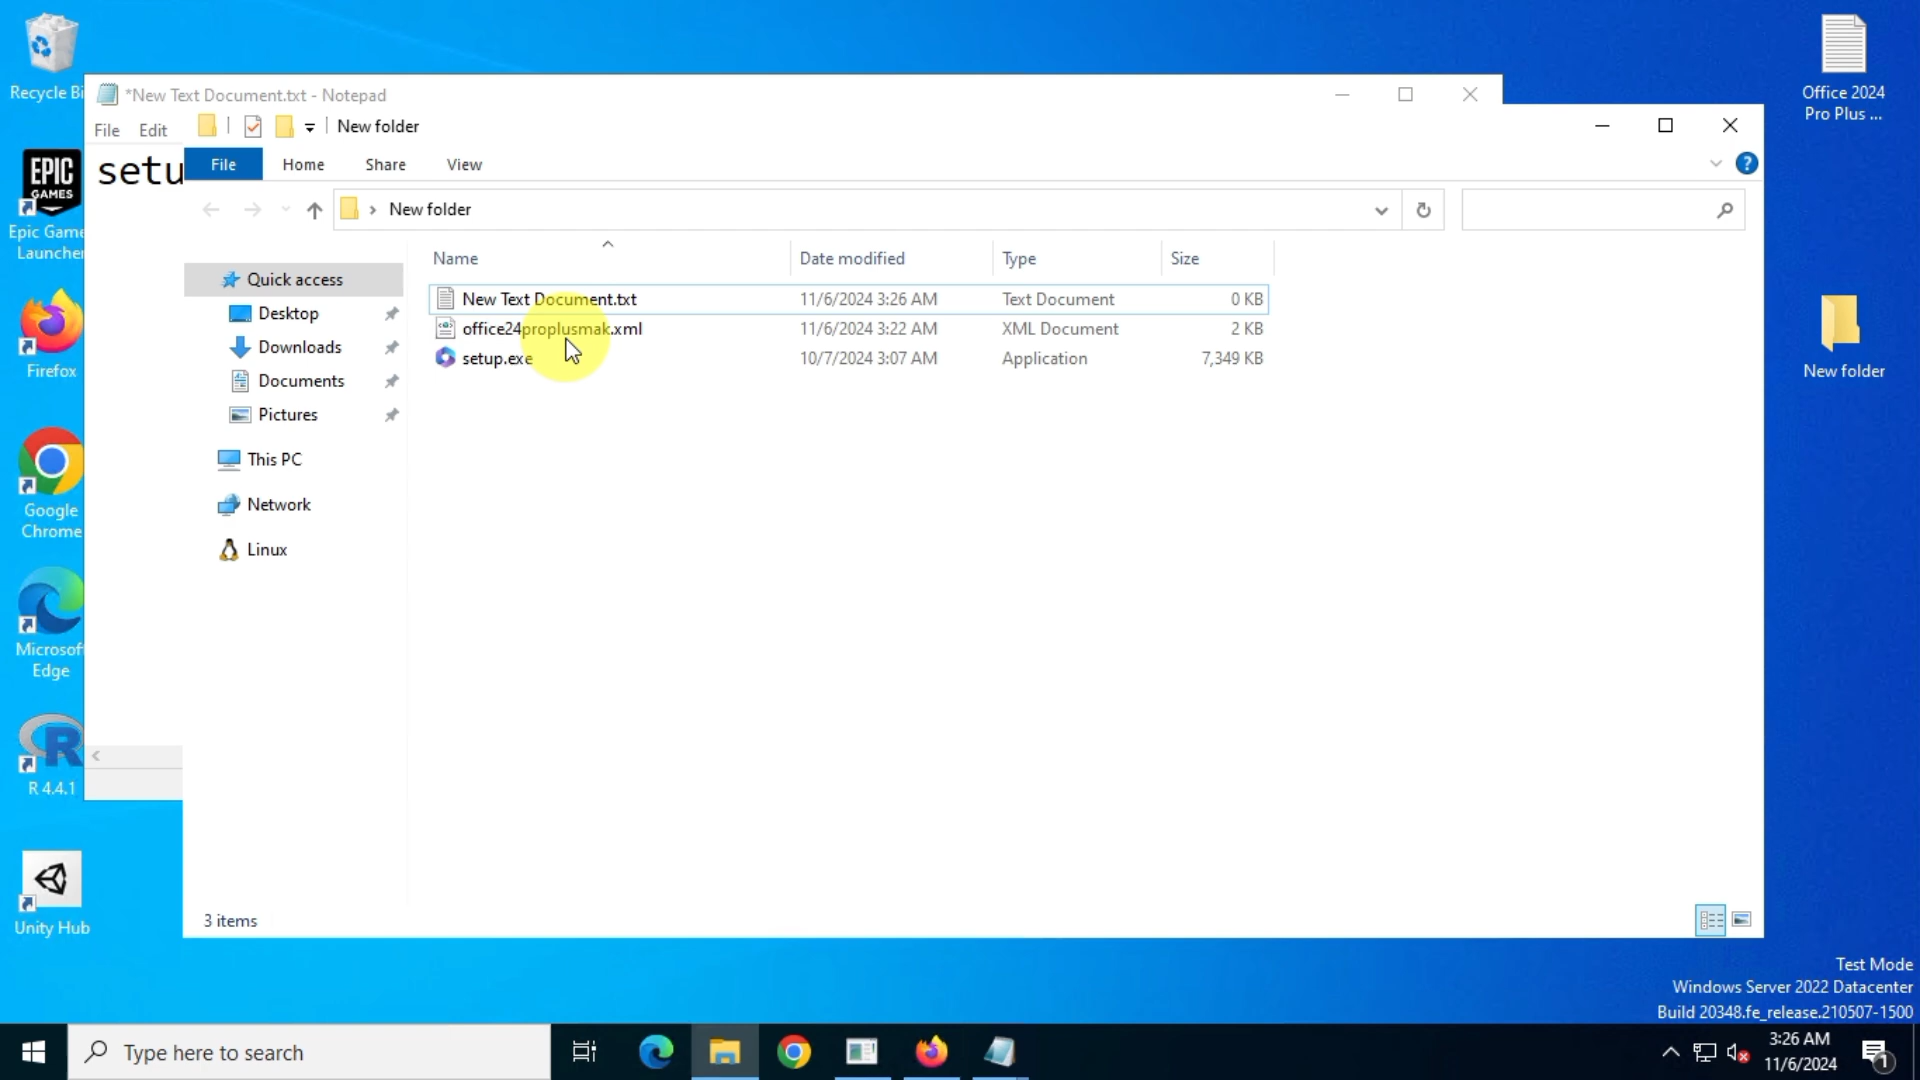 Recycle Bi
*New Text Document.txt - Notepad
File Edit
setu
New folder
File Home Share View
New folder
Name Date modified Type Size
Quick access
Desktop
Downloads
Documents
Pictures
This PC
Network
Linux
New Text Document.txt 11/6/2024 3:26 AM Text Document 0 KB
office24proplusmak.xml 11/6/2024 3:22 AM XML Document 2 KB
setup.exe 10/7/2024 3:07 AM Application 7,349 KB
3 items
EPIC
GAMES
Epic Game
Launcher
Firefox
Google
Chrome
Microsof
Edge
R 4.4.1
Unity Hub
Office 2024
Pro Plus ...
New folder
Test Mode
Windows Server 2022 Datacenter
Build 20348.fe_release.210507-1500
Type here to search
3:26 AM
11/6/2024
1